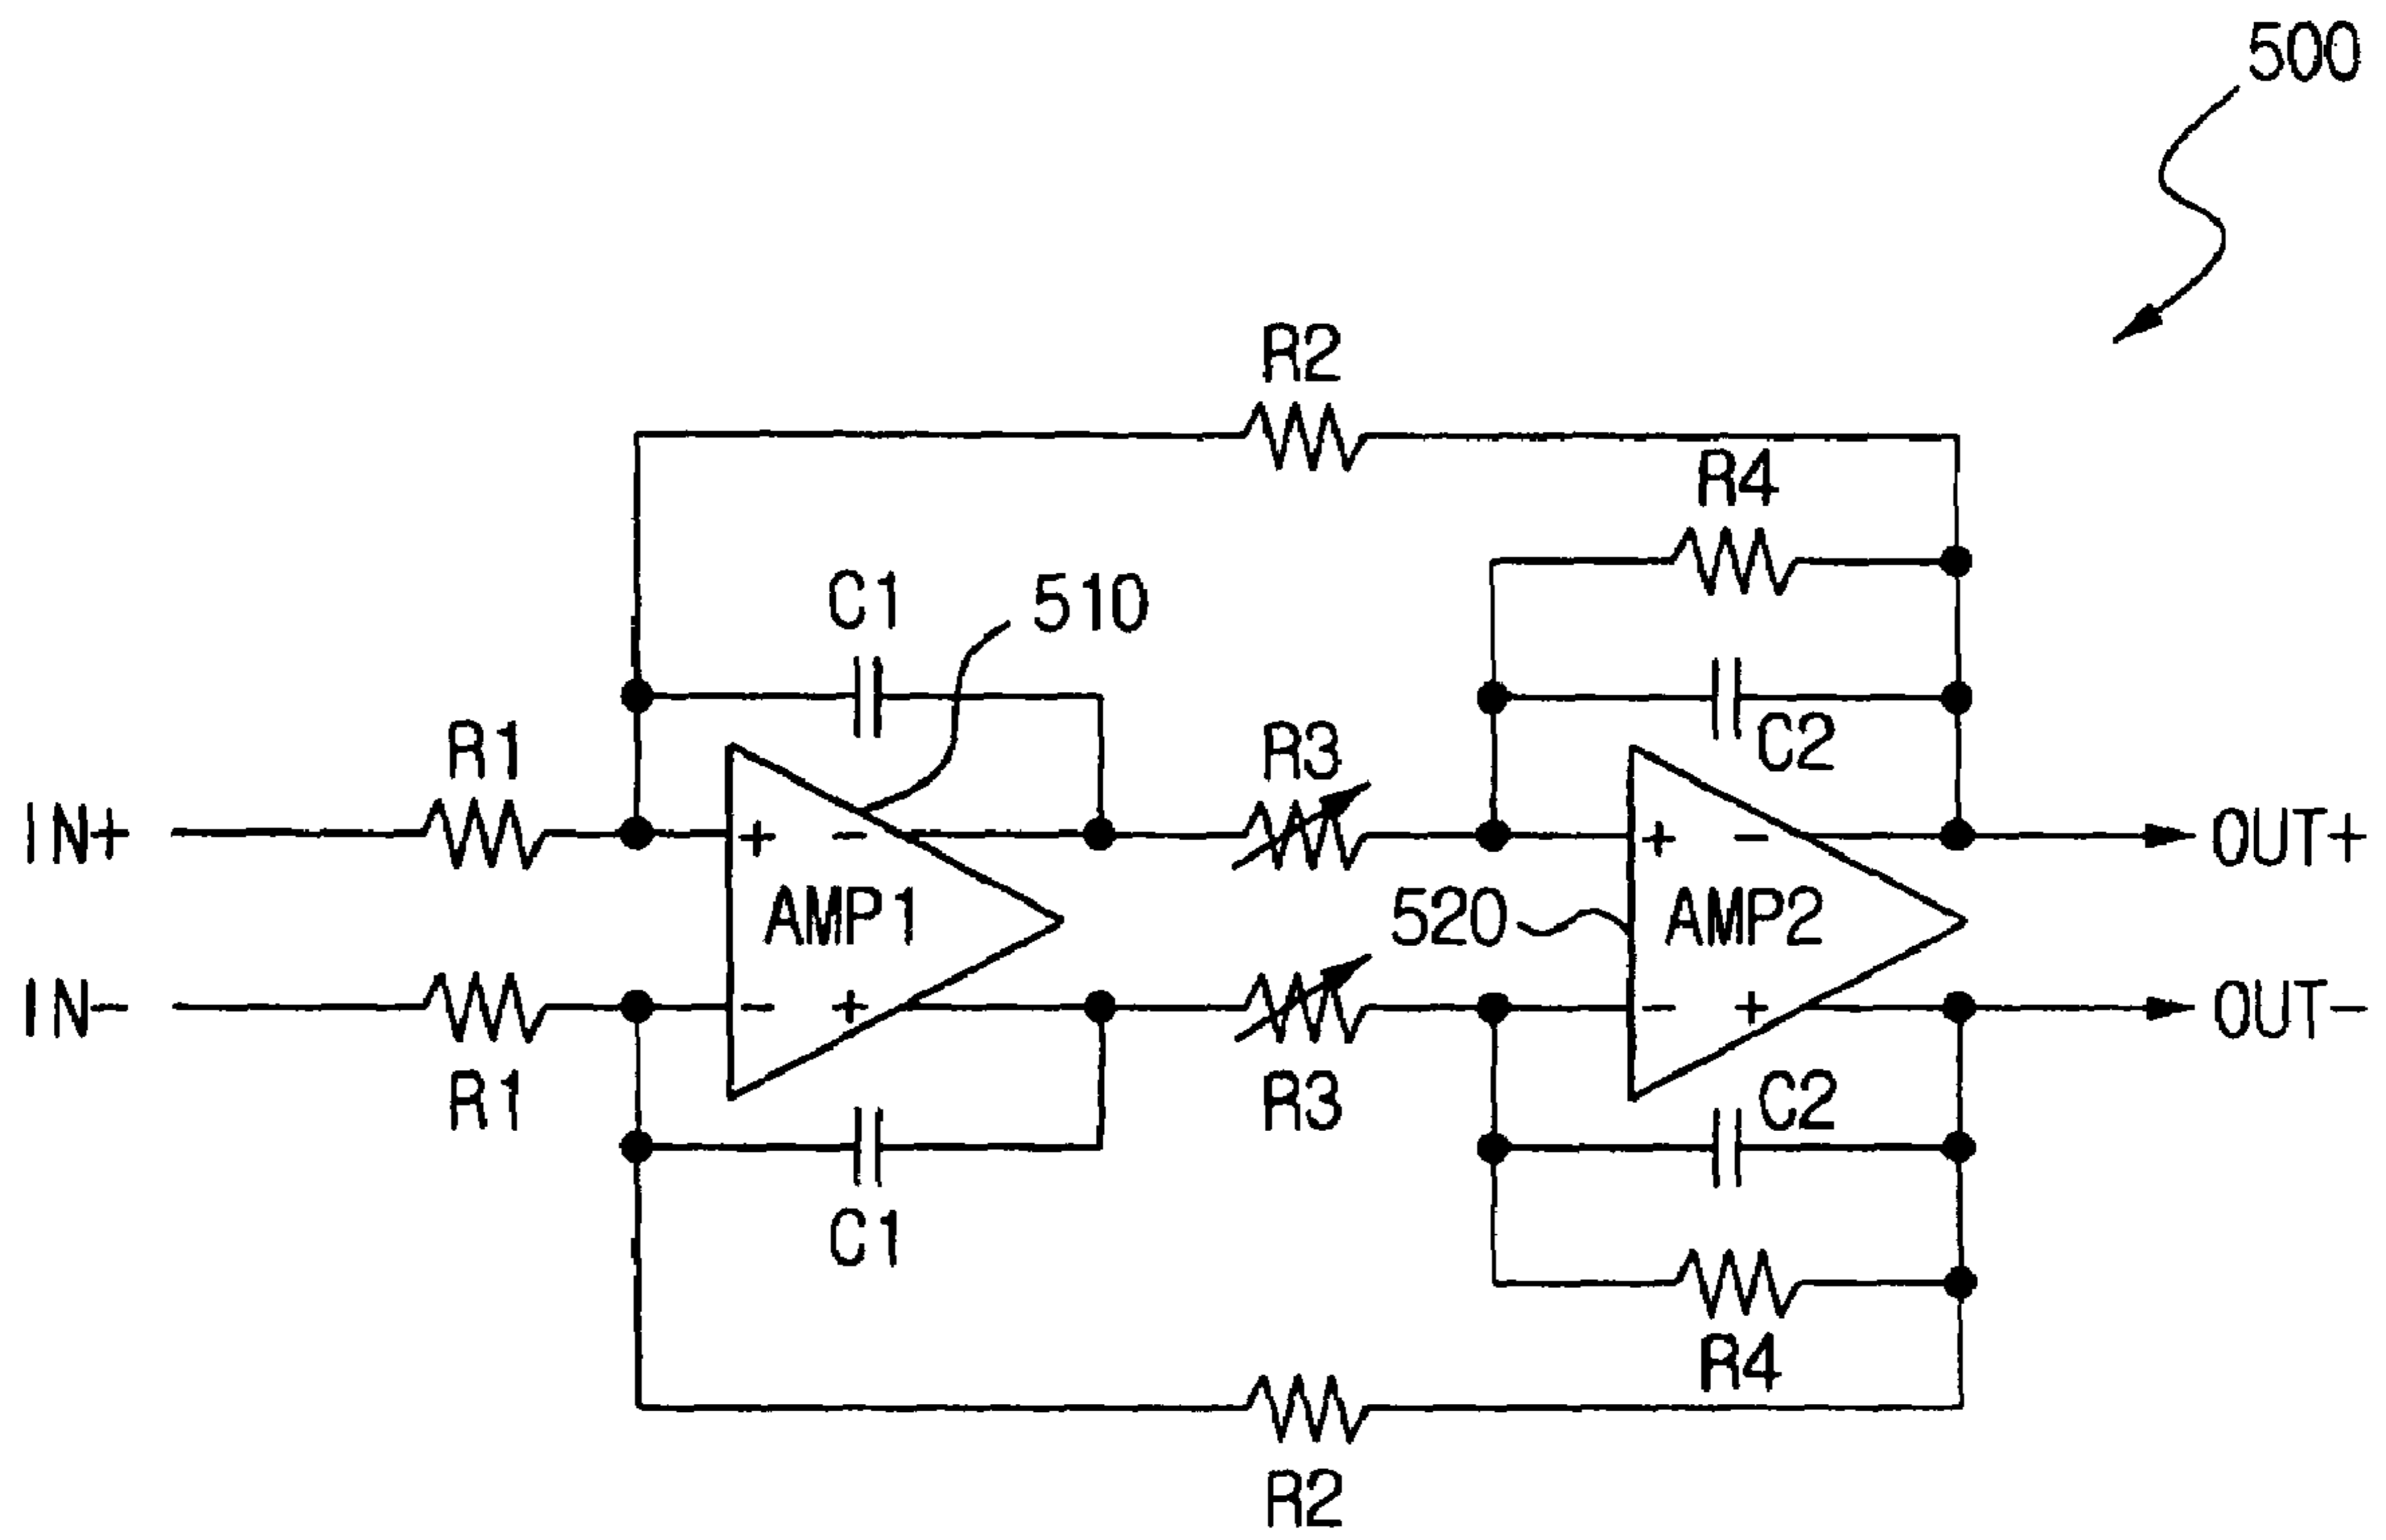 500
R2
R4
C1
510
R1
R3
C2
IN+
+
-
+
-
OUT+
AMP1
520
AMP2
IN-
-
+
-
+
OUT-
R1
R3
C2
C1
R4
R2